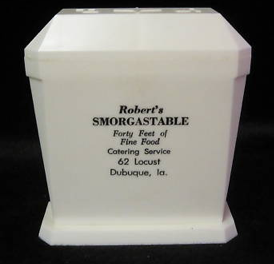 Robert's
SMORGASTABLE
Forty Feet of
Fine Food
Catering Service
62 Locust
Dubuque, Ia.